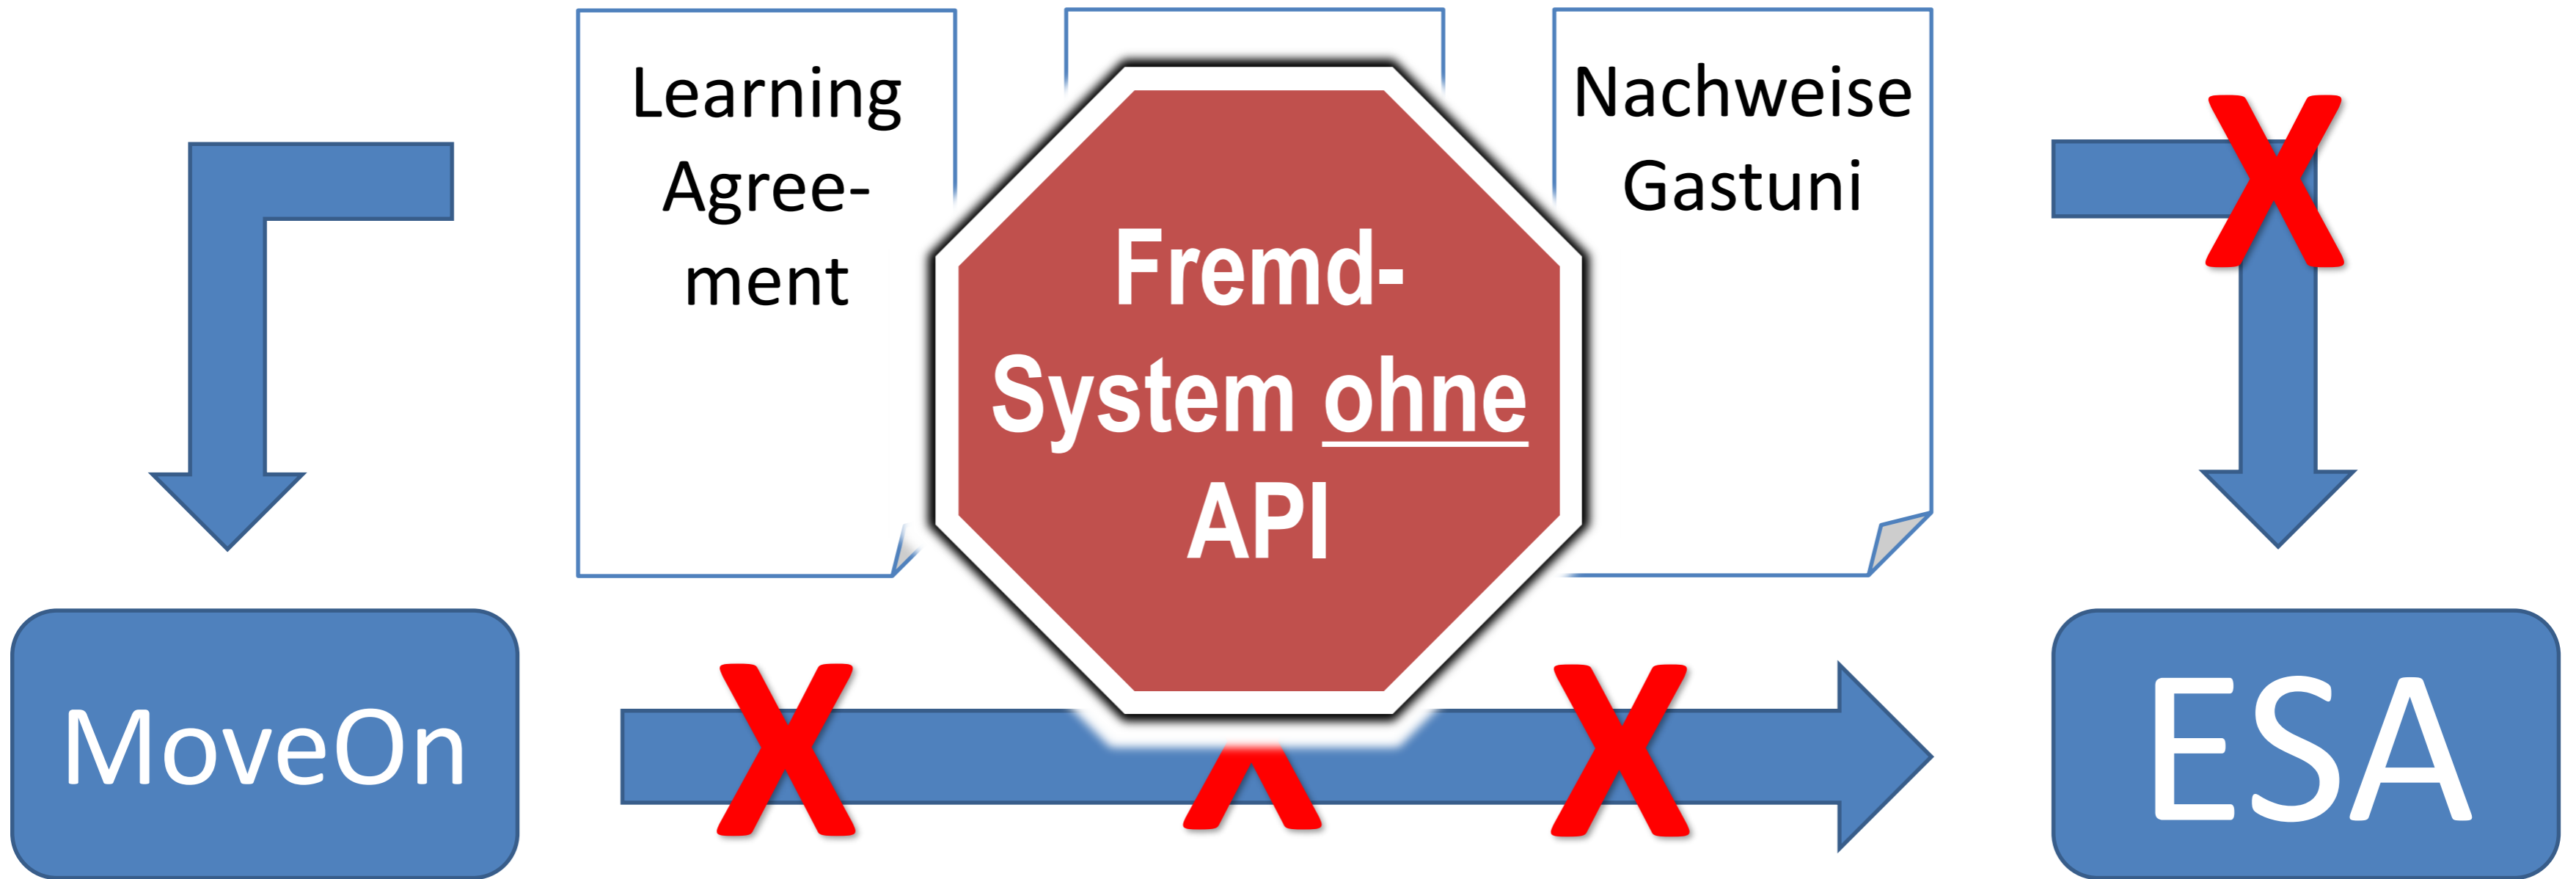 Learning
Agree-
ment
Fremd-
System ohne
API
Nachweise
Gastuni
MoveOn
X
X
X
X
ESA